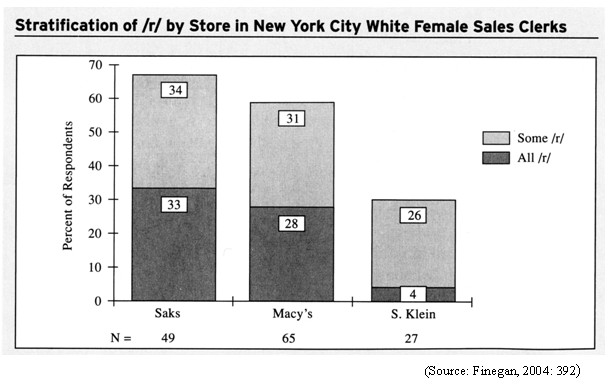 Stratification of /r/ by Store in New York City White Female Sales Clerks
70
60
50
40
30
20
10
0
Percent of Respondents
34
33
31
28
26
4
Some /r/
All /r/
Saks Macy's S. Klein
N = 49 65 27
(Source: Finegan, 2004: 392)